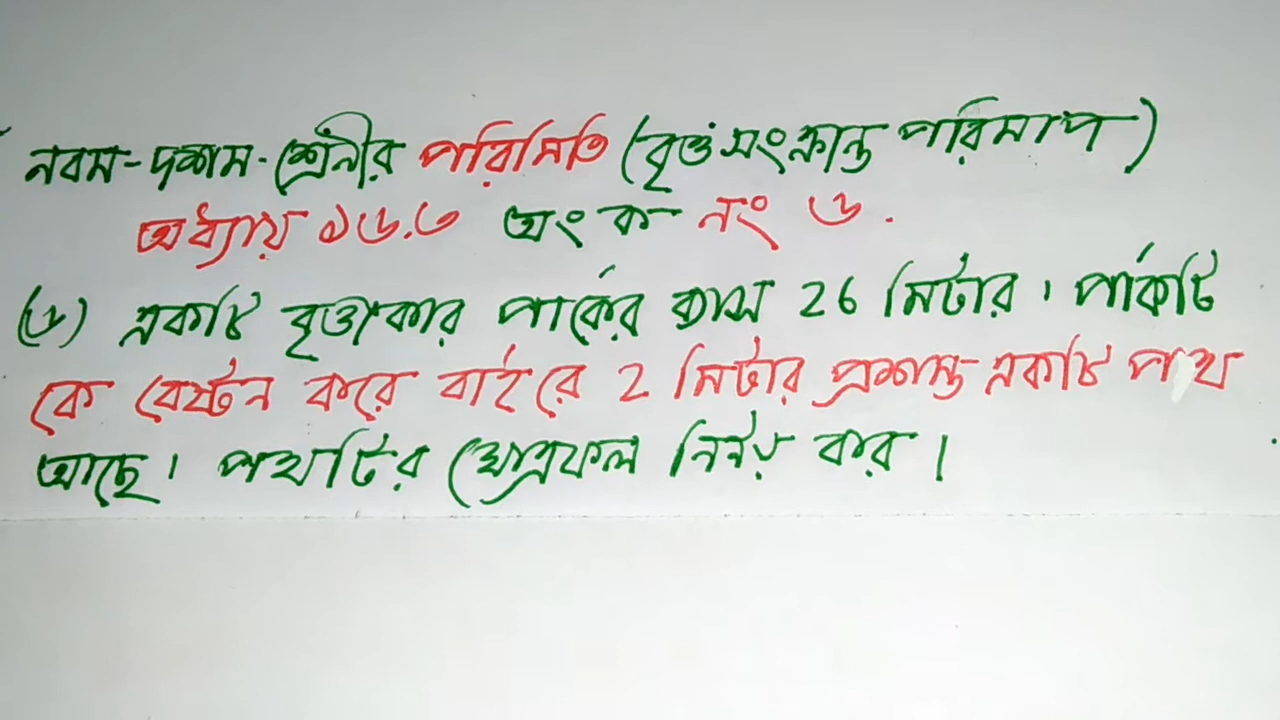 নবম-দশম-শ্রেনীর পরিমিতি (বৃত্ত সংক্রান্ত পরিমাপ)
অধ্যায় ১৬.৩ অংক নং ৬.
(৬) একটি বৃত্তাকার পার্কের ব্যাস 26 মিটার। পার্কটি
কে বেষ্টন করে বাইরে 2 মিটার প্রশস্ত একটি পথ
আছে। পথটির ক্ষেত্রফল নির্নয় কর।